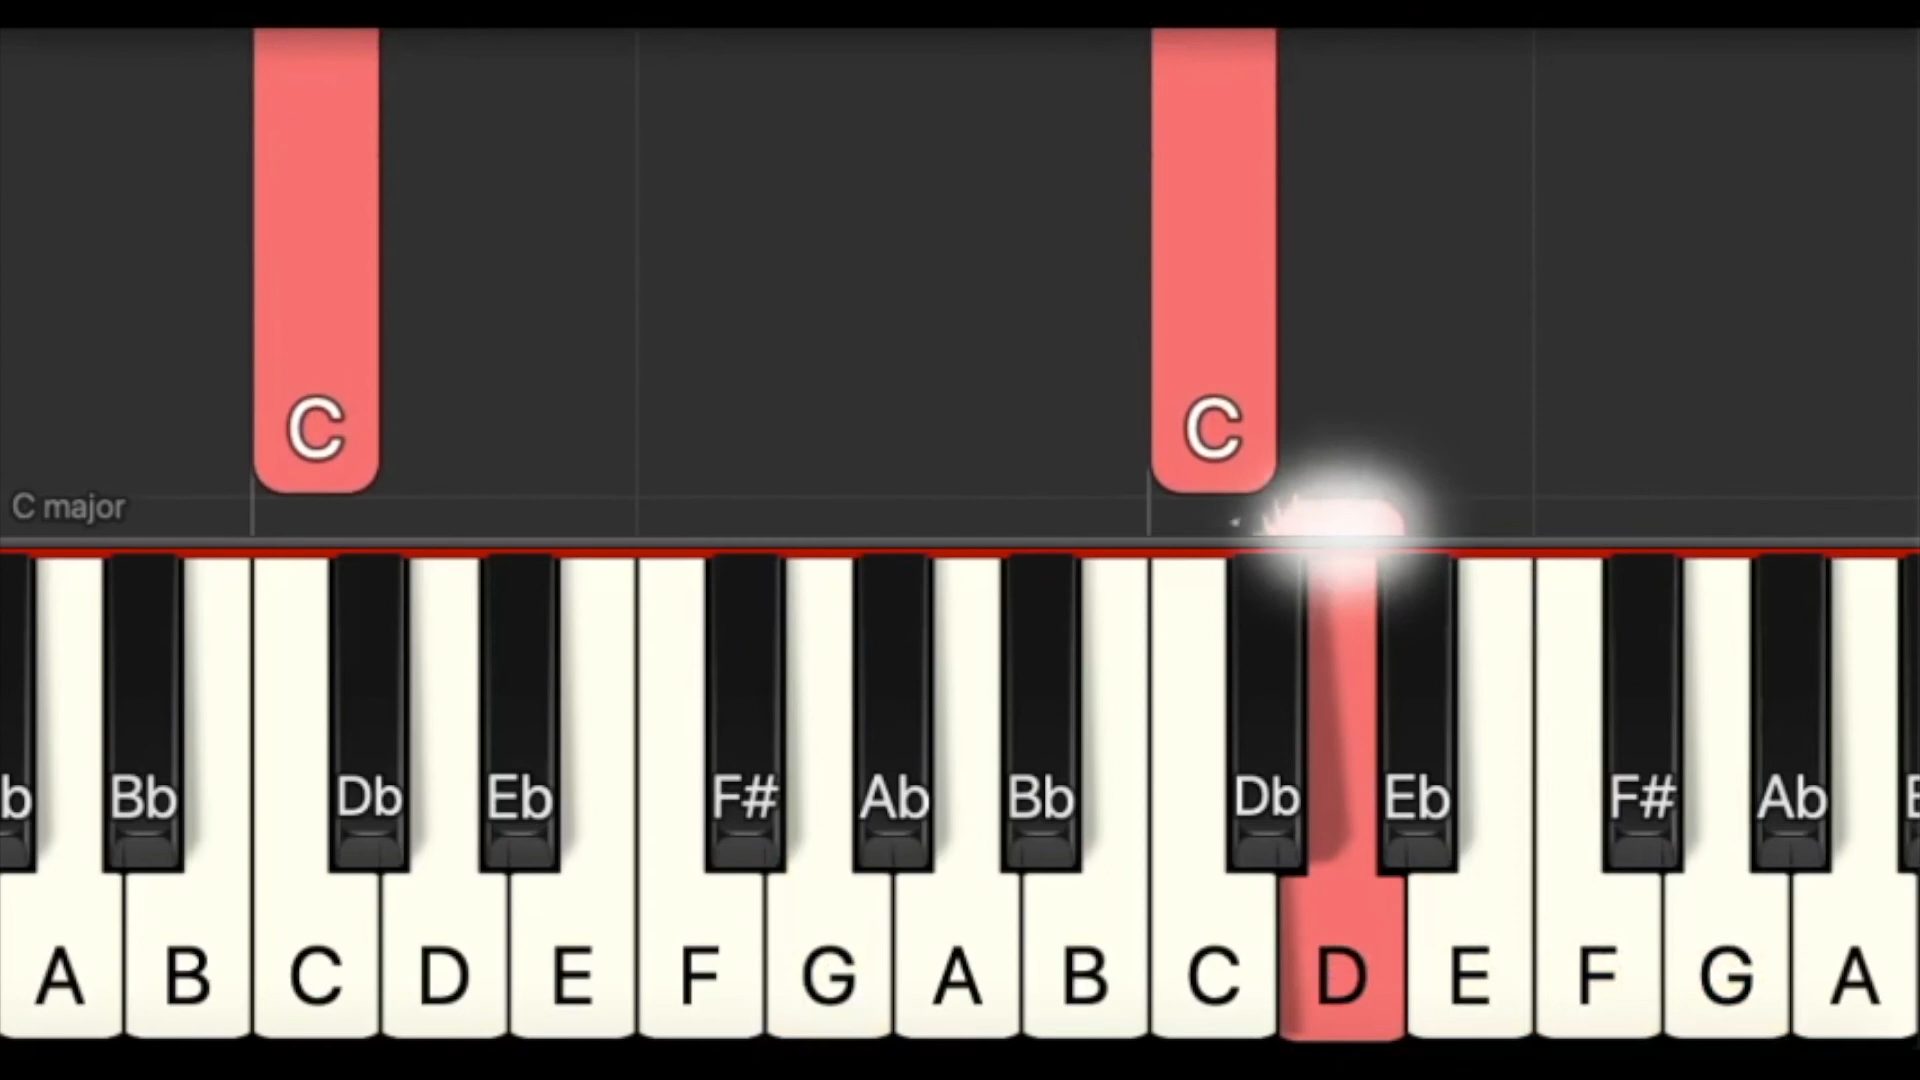 C C
C major
b Bb Db Eb F# Ab Bb Db Eb F# Ab
A B C D E F G A B C D E F G A